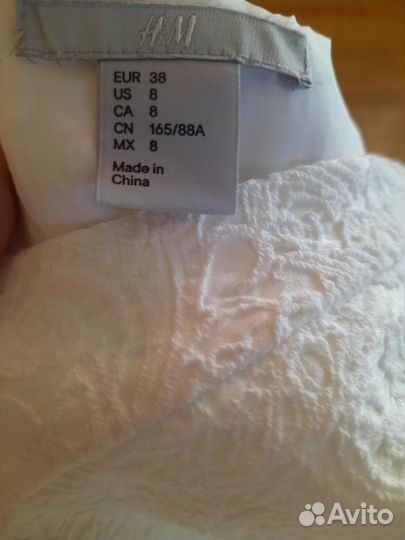 H&M
EUR 38
US 8
CA 8
CN 165/88A
MX 8
Made in
China
Avito